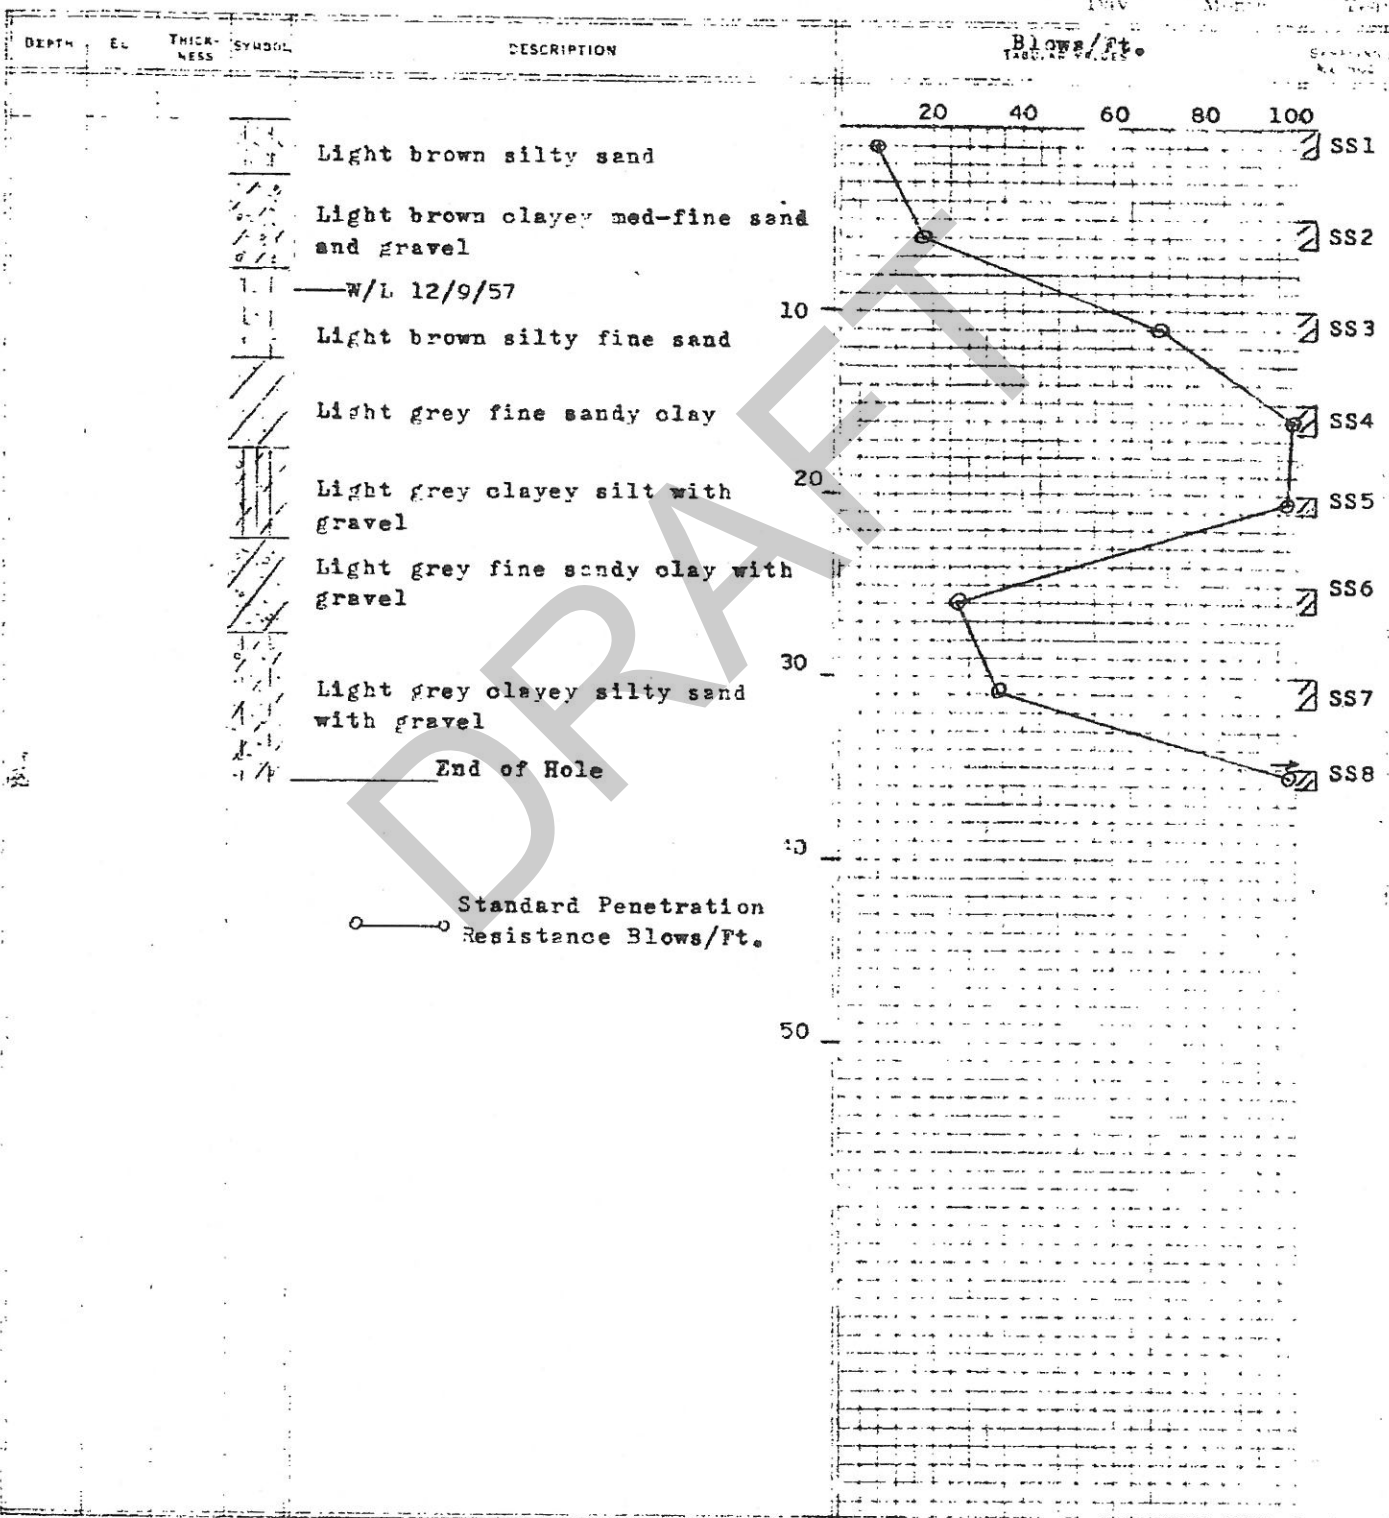 DEPTH EL THICK-NESS SYMBOL DESCRIPTION Blows/Ft.
20 40 60 80 100
Light brown silty sand SS1
Light brown clayey med-fine sand
and gravel SS2
W/L 12/9/57
10
Light brown silty fine sand SS3
Light grey fine sandy clay SS4
20
Light grey clayey silt with
gravel SS5
Light grey fine sandy clay with
gravel SS6
30
Light grey clayey silty sand
with gravel SS7
End of Hole SS8
Standard Penetration
Resistance Blows/Ft.
50
DRAFT